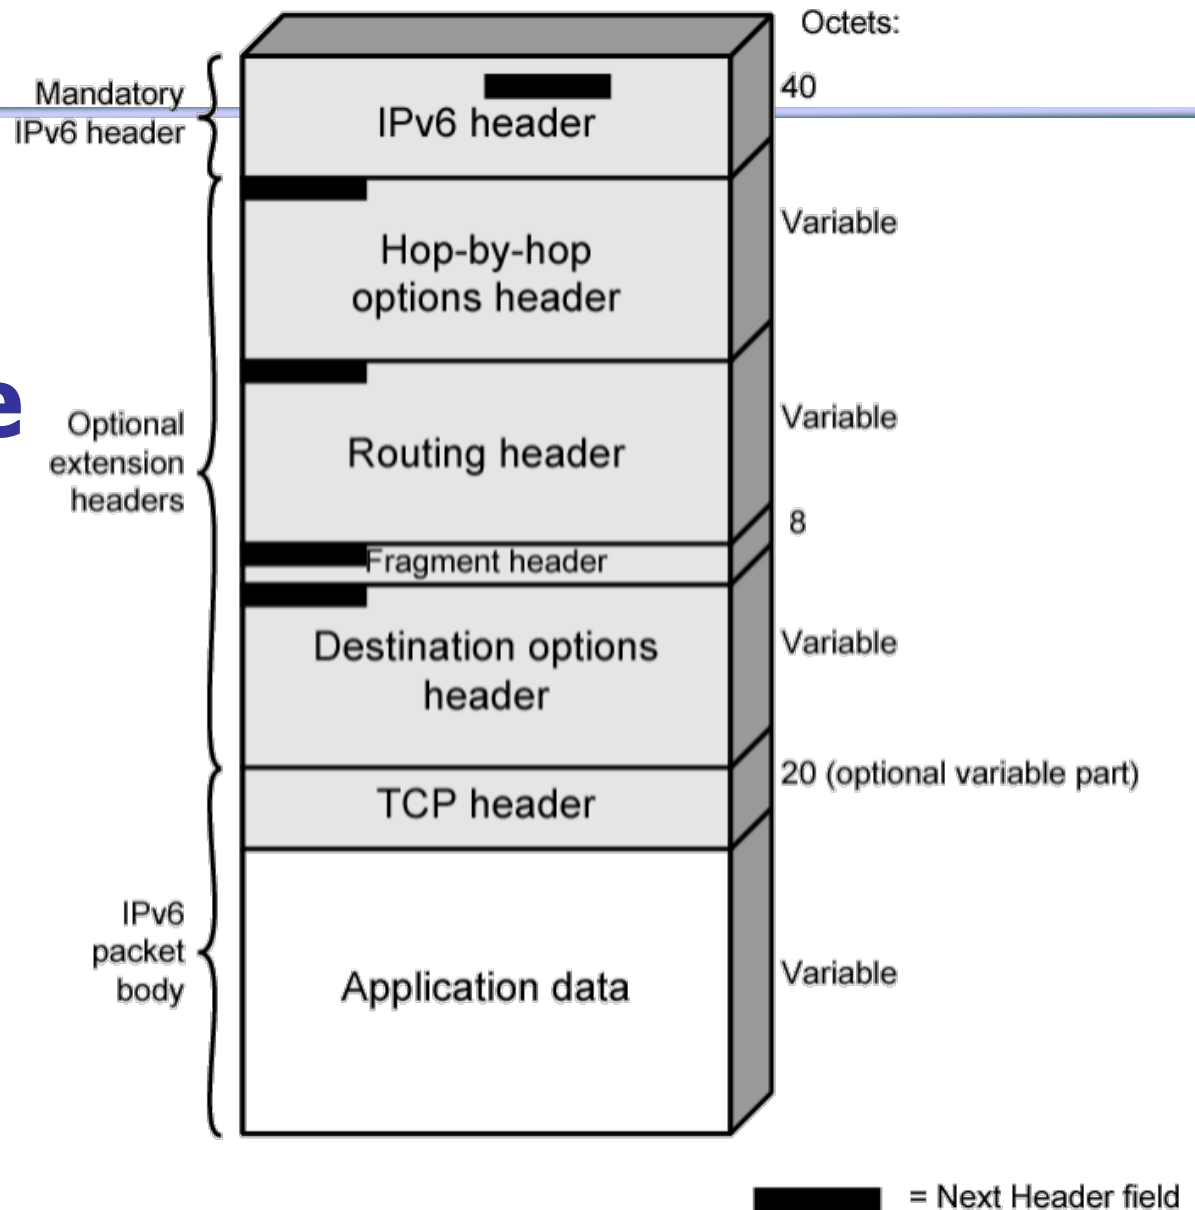 Octets:
Mandatory
IPv6 header
IPv6 header
40
Hop-by-hop
options header
Variable
e
Optional
extension
headers
Routing header
Variable
Fragment header
8
Destination options
header
Variable
TCP header
20 (optional variable part)
IPv6
packet
body
Application data
Variable
= Next Header field